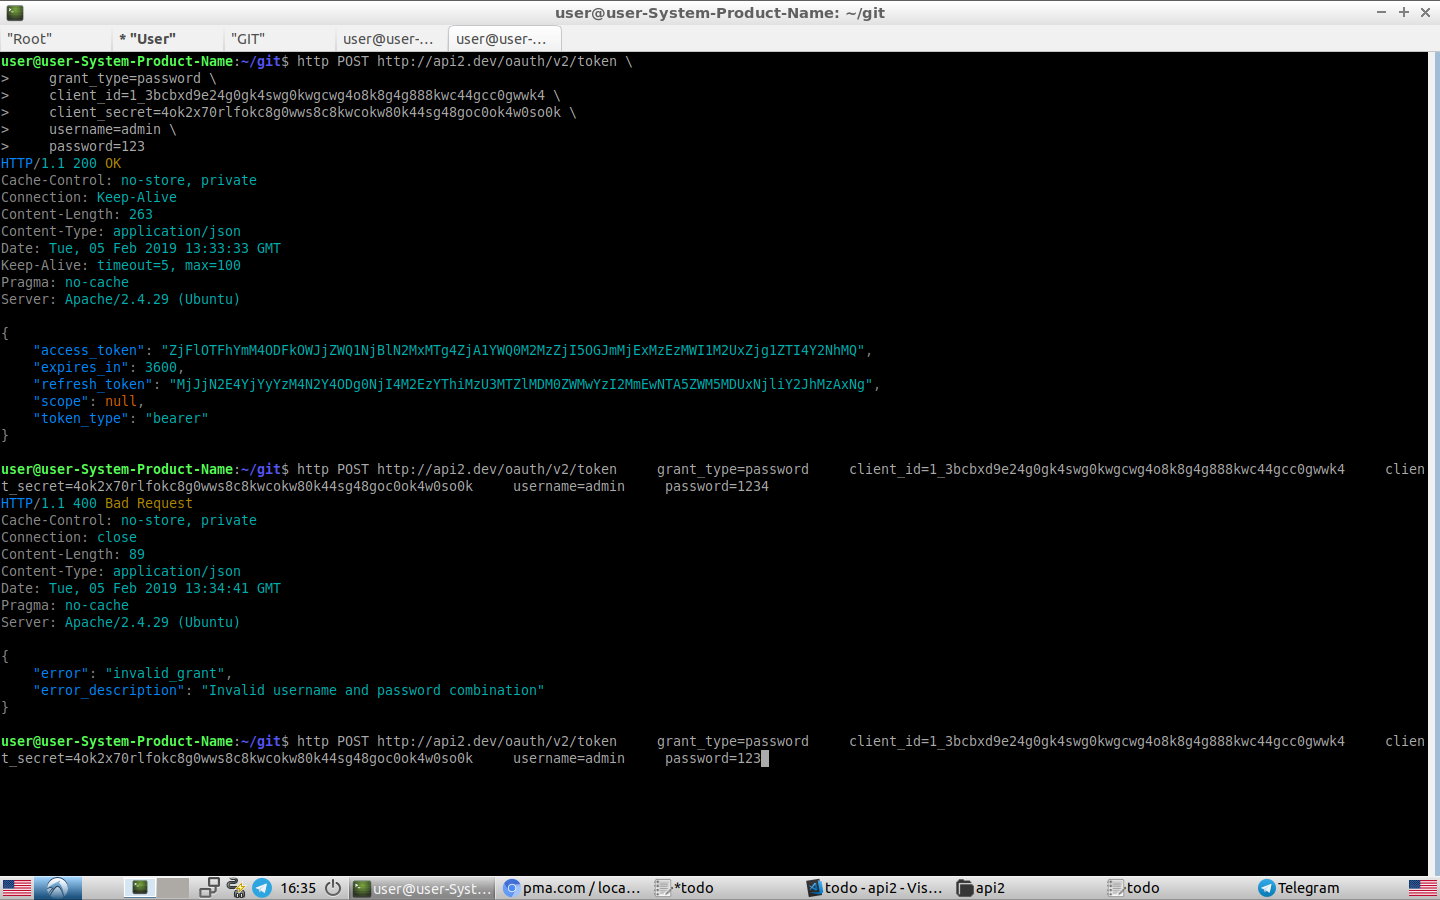 user@user-System-Product-Name: ~/git
"Root" * "User" "GIT" user@user-... user@user-...
user@user-System-Product-Name:~/git$ http POST http://api2.dev/oauth/v2/token \
> grant_type=password \
> client_id=1_3bcbxd9e24g0gk4swg0kwgcwg4o8k8g4g888kwc44gcc0gwwk4 \
> client_secret=4ok2x70rlfokc8g0wws8c8kwcokw80k44sg48goc0ok4w0so0k \
> username=admin \
> password=123
HTTP/1.1 200 OK
Cache-Control: no-store, private
Connection: Keep-Alive
Content-Length: 263
Content-Type: application/json
Date: Tue, 05 Feb 2019 13:33:33 GMT
Keep-Alive: timeout=5, max=100
Pragma: no-cache
Server: Apache/2.4.29 (Ubuntu)
{
"access_token": "ZjFlOTFhYmM4ODFkOWJjZWQ1NjBlN2MxMTg4ZjA1YWQ0M2MzZjI5OGJmMjExMzEzMWI1M2UxZjg1ZTI4Y2NhMQ",
"expires_in": 3600,
"refresh_token": "MjJjN2E4YjYyYzM4N2Y4ODg0NjI4M2EzYThiMzU3MTZlMDM0ZWMwYzI2MmEwNTA5ZWM5MDUxNjliY2JhMzAxNg",
"scope": null,
"token_type": "bearer"
}
user@user-System-Product-Name:~/git$ http POST http://api2.dev/oauth/v2/token grant_type=password client_id=1_3bcbxd9e24g0gk4swg0kwgcwg4o8k8g4g888kwc44gcc0gwwk4 clien
t_secret=4ok2x70rlfokc8g0wws8c8kwcokw80k44sg48goc0ok4w0so0k username=admin password=1234
HTTP/1.1 400 Bad Request
Cache-Control: no-store, private
Connection: close
Content-Length: 89
Content-Type: application/json
Date: Tue, 05 Feb 2019 13:34:41 GMT
Pragma: no-cache
Server: Apache/2.4.29 (Ubuntu)
{
"error": "invalid_grant",
"error_description": "Invalid username and password combination"
}
user@user-System-Product-Name:~/git$ http POST http://api2.dev/oauth/v2/token grant_type=password client_id=1_3bcbxd9e24g0gk4swg0kwgcwg4o8k8g4g888kwc44gcc0gwwk4 clien
t_secret=4ok2x70rlfokc8g0wws8c8kwcokw80k44sg48goc0ok4w0so0k username=admin password=123
16:35 user@user-Syst... pma.com / loca... *todo todo - api2 - Vis... api2 todo Telegram